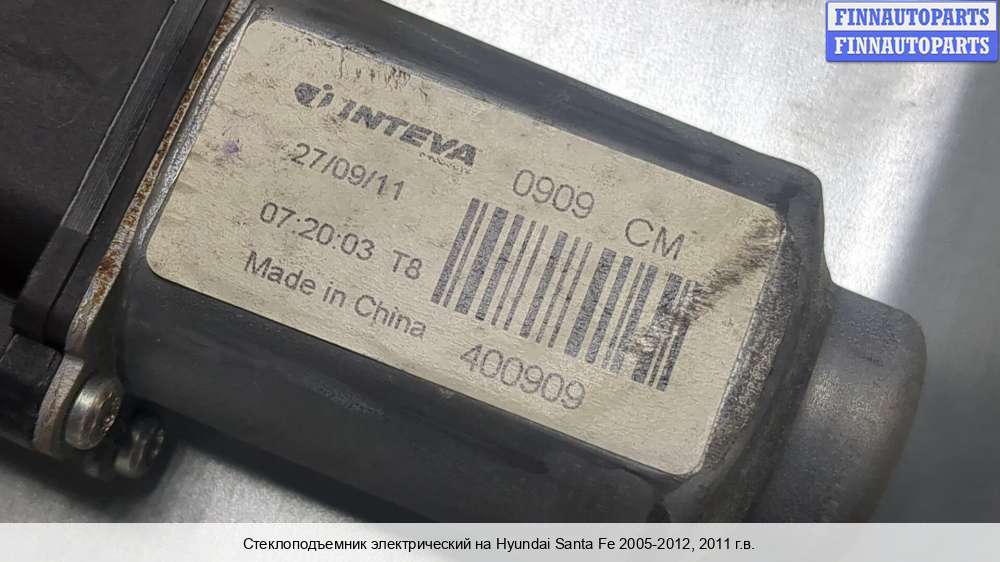 FINNAUTOPARTS
FINNAUTOPARTS
INTEVA
27/09/11
0909 CM
07:20:03 T8
Made in China
400909
Стеклоподъемник электрический на Hyundai Santa Fe 2005-2012, 2011 г.в.